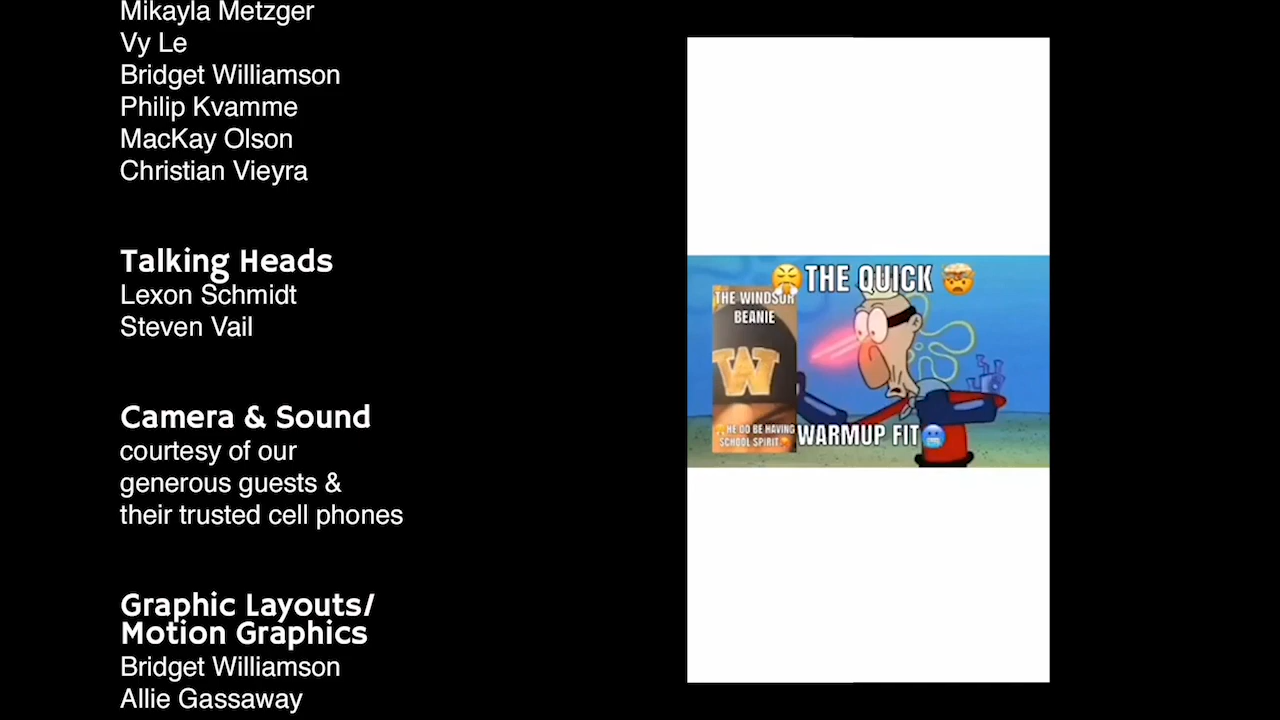 Mikayla Metzger
Vy Le
Bridget Williamson
Philip Kvamme
MacKay Olson
Christian Vieyra
Talking Heads
Lexon Schmidt
Steven Vail
Camera & Sound
courtesy of our
generous guests &
their trusted cell phones
Graphic Layouts/
Motion Graphics
Bridget Williamson
Allie Gassaway
😤THE QUICK 🤯
THE WINDSOR
BEANIE
W
HE DO BE HAVING
SCHOOL SPIRIT
WARMUP FIT🥶